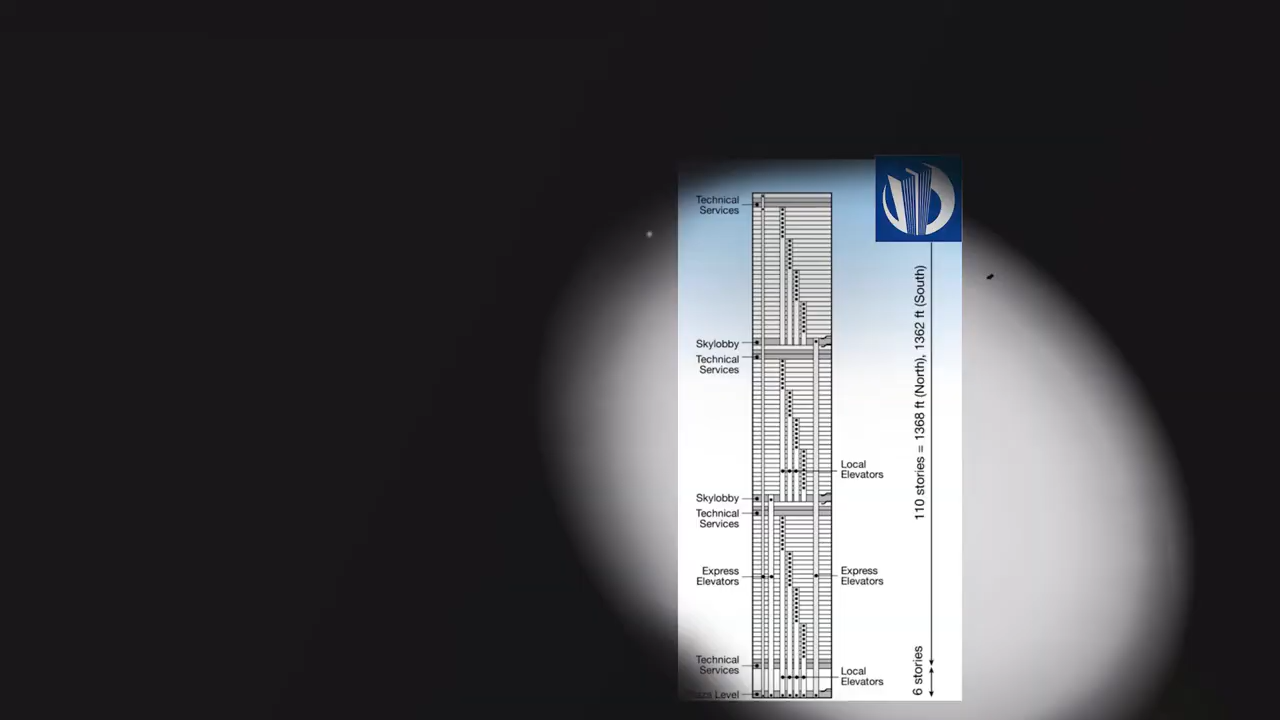 Technical
Services
Skylobby
Technical
Services
Local
Elevators
Skylobby
Technical
Services
Express
Elevators
Express
Elevators
Technical
Services
Local
Elevators
Level
110 stories = 1368 ft (North), 1362 ft (South)
6 stories